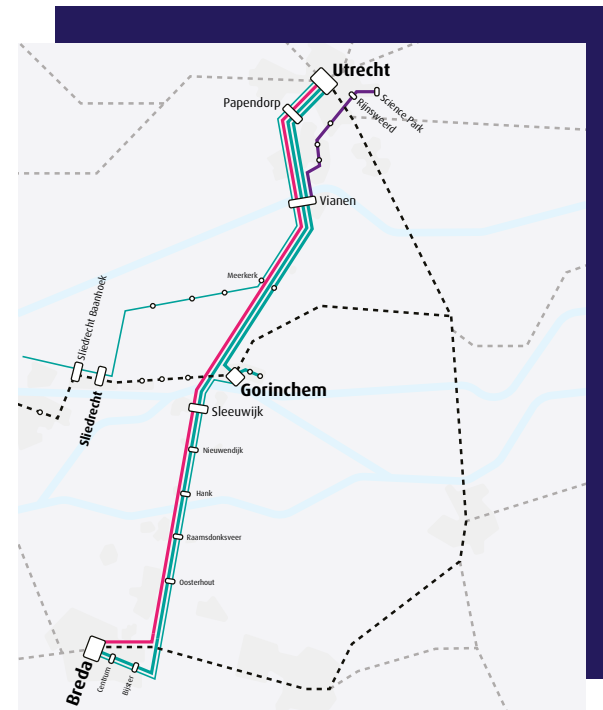 Utrecht
Papendorp
Science Park
Rijnsweerd
Vianen
Meerkerk
Sliedrecht Baanhoek
Gorinchem
Sliedrecht
Sleeuwijk
Nieuwendijk
Hank
Raamsdonksveer
Oosterhout
Breda
Centrum
Bijster